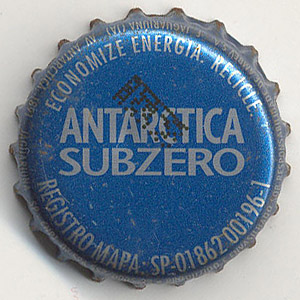 ECONOMIZE ENERGIA. RECICLE
ANTARCTICA
SUBZERO
REGISTRO MAPA: SP-01862 00196-1